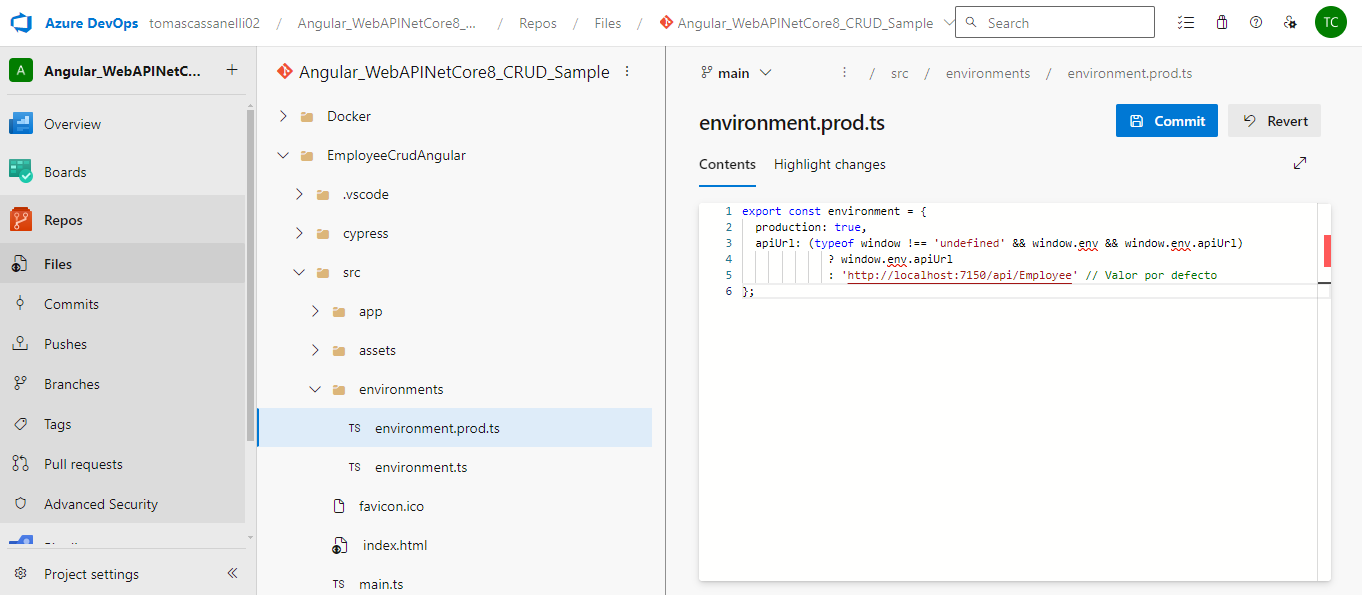 Azure DevOps tomascassanelli02 / Angular_WebAPINetCore8_... / Repos / Files / Angular_WebAPINetCore8_CRUD_Sample Search TC
A Angular_WebAPINetC... +
Overview
Boards
Repos
Files
Commits
Pushes
Branches
Tags
Pull requests
Advanced Security
Project settings
Angular_WebAPINetCore8_CRUD_Sample
Docker
EmployeeCrudAngular
.vscode
cypress
src
app
assets
environments
TS environment.prod.ts
TS environment.ts
favicon.ico
index.html
TS main.ts
main / src / environments / environment.prod.ts
environment.prod.ts
Commit Revert
Contents Highlight changes
1 export const environment = {
2 production: true,
3 apiUrl: (typeof window !== 'undefined' && window.env && window.env.apiUrl)
4 ? window.env.apiUrl
5 : 'http://localhost:7150/api/Employee' // Valor por defecto
6 };